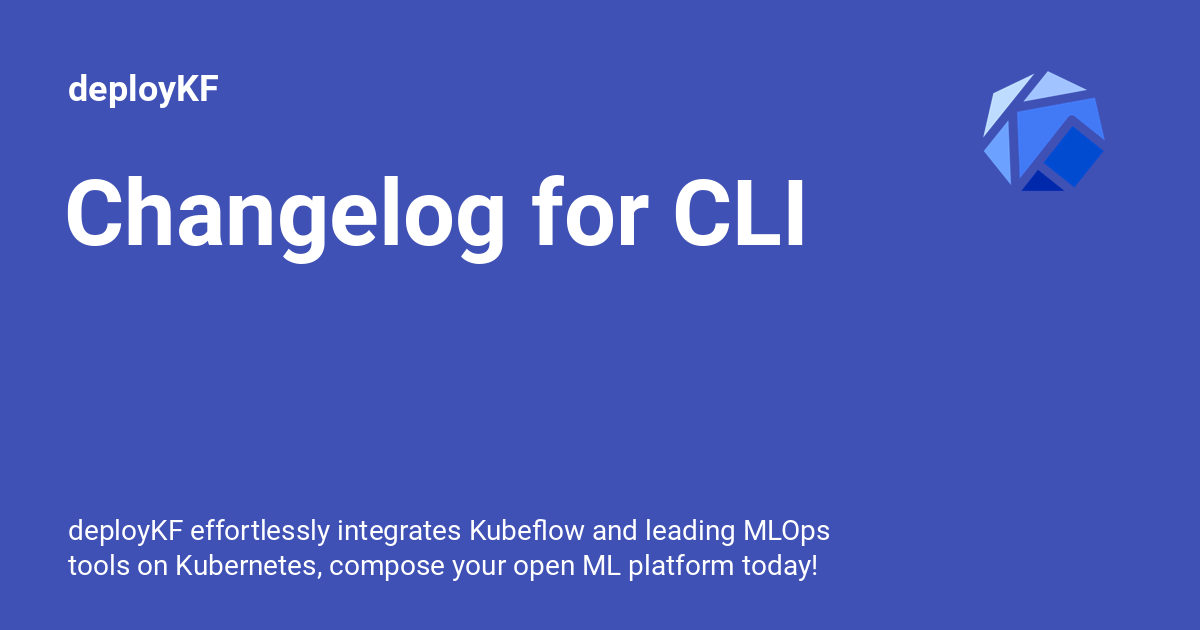 deployKF
Changelog for CLI
deployKF effortlessly integrates Kubeflow and leading MLOps
tools on Kubernetes, compose your open ML platform today!